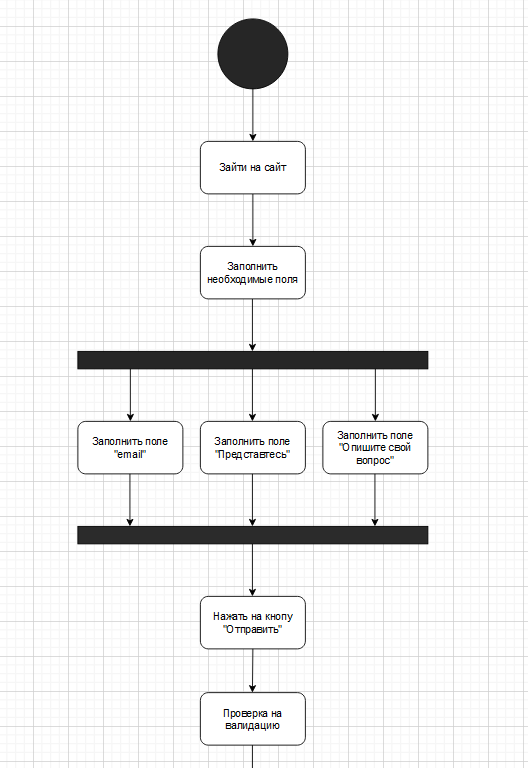 Зайти на сайт
Заполнить
необходимые поля
Заполнить поле
"email"
Заполнить поле
"Представтесь"
Заполнить поле
"Опишите свой
вопрос"
Нажать на кнопу
"Отправить"
Проверка на
валидацию